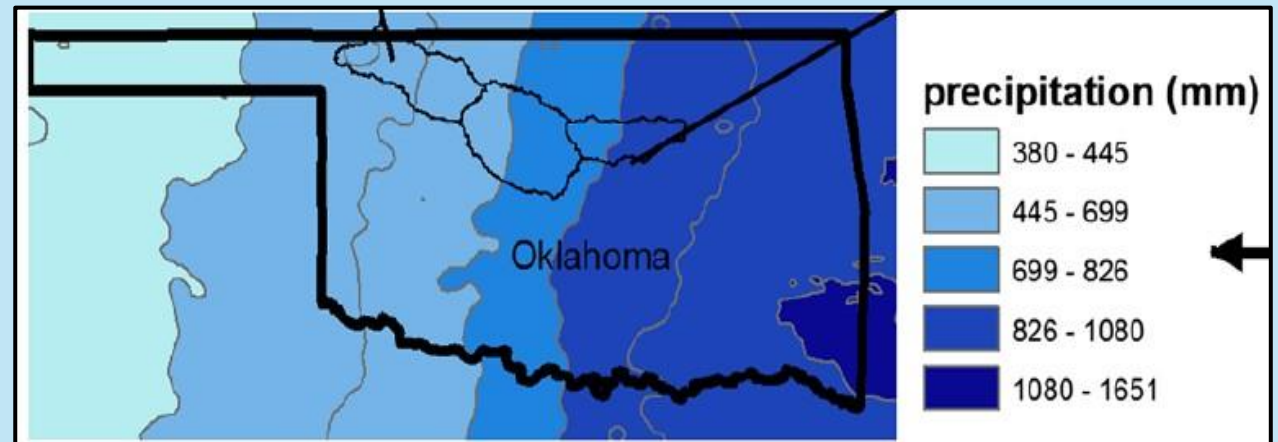 Oklahoma
precipitation (mm)
380 - 445
445 - 699
699 - 826
826 - 1080
1080 - 1651